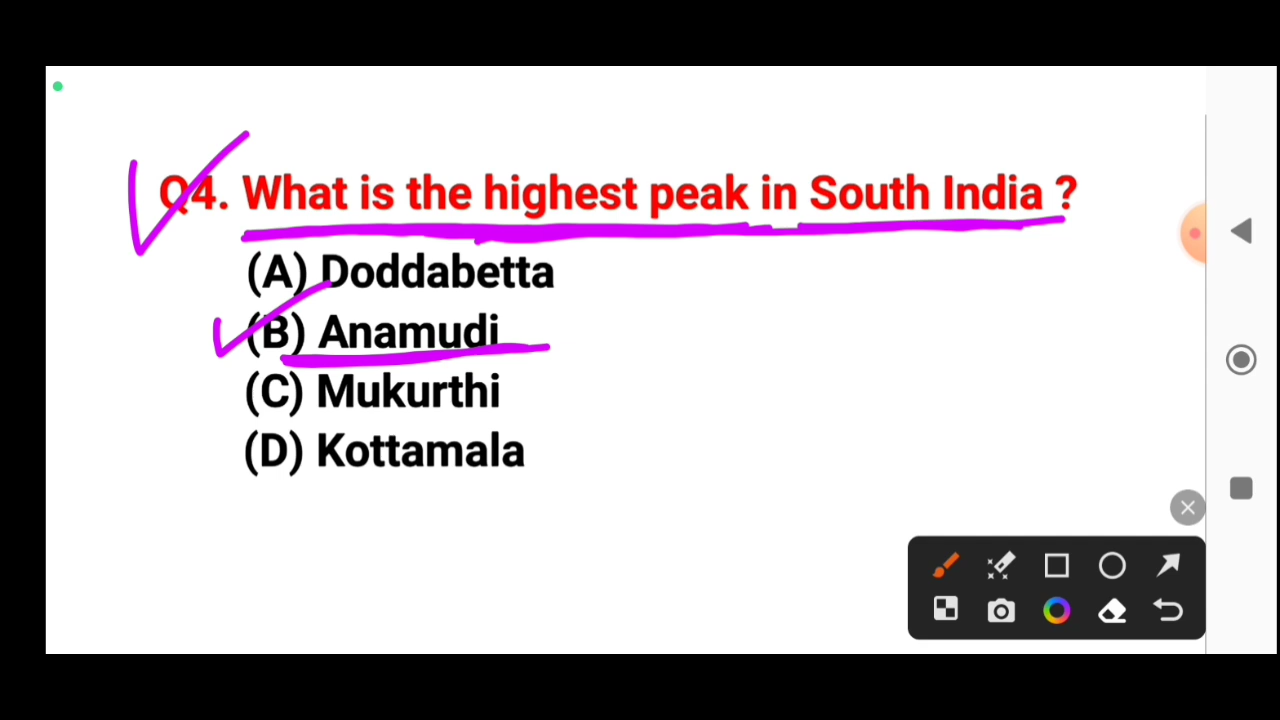 Q4. What is the highest peak in South India ?
(A) Doddabetta
(B) Anamudi
(C) Mukurthi
(D) Kottamala